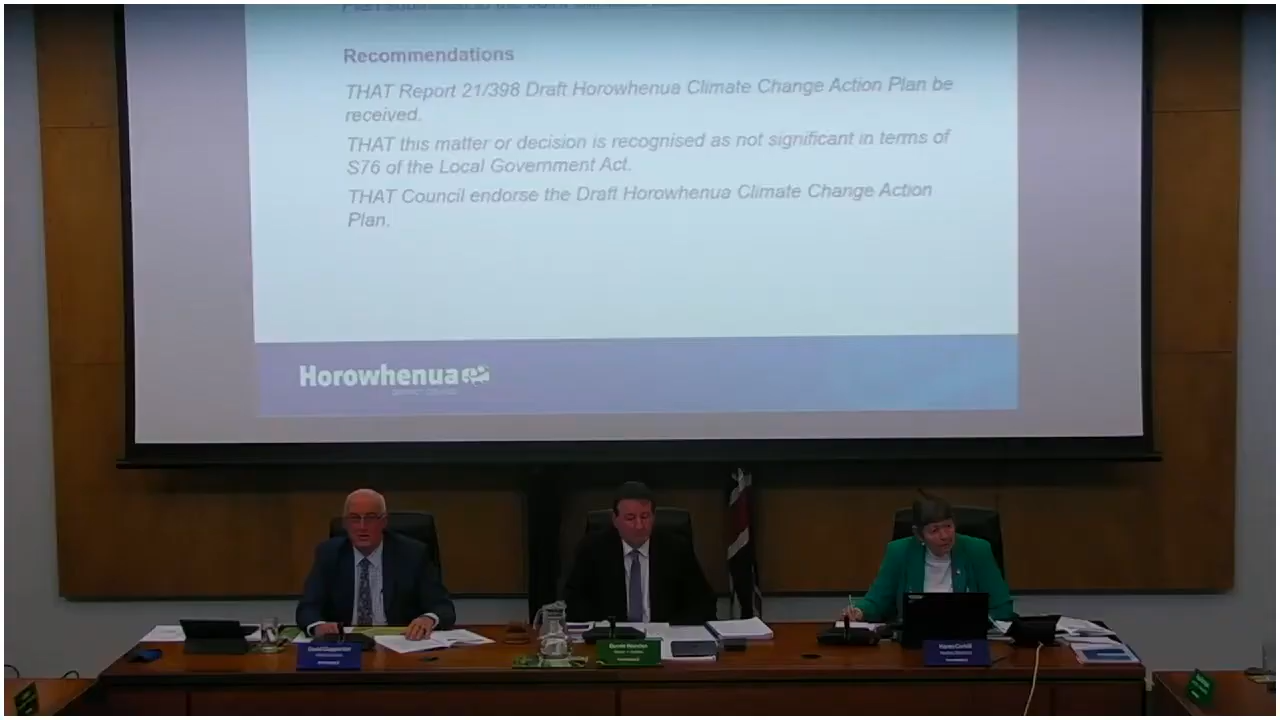 Recommendations
THAT Report 21/398 Draft Horowhenua Climate Change Action Plan be
received.
THAT this matter or decision is recognised as not significant in terms of
S76 of the Local Government Act.
THAT Council endorse the Draft Horowhenua Climate Change Action
Plan.
Horowhenua